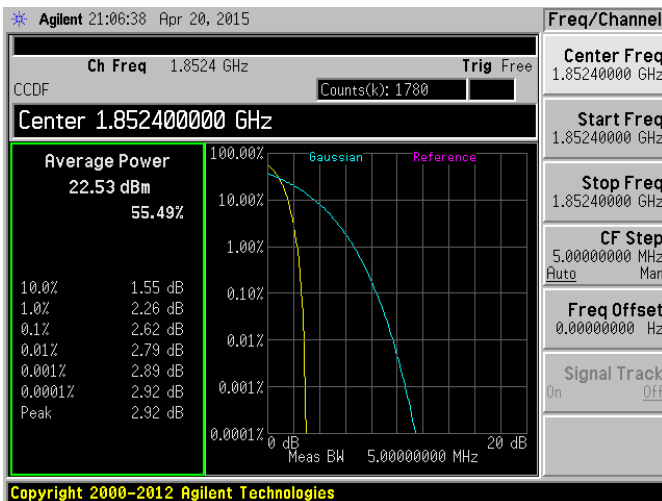 Agilent 21:06:38 Apr 20, 2015
Freq/Channel
Ch Freq 1.8524 GHz Trig Free
CCDF Counts(k): 1780
Center 1.852400000 GHz
Average Power
22.53 dBm
55.49%
10.0% 1.55 dB
1.0% 2.26 dB
0.1% 2.62 dB
0.01% 2.79 dB
0.001% 2.89 dB
0.0001% 2.92 dB
Peak 2.92 dB
100.00%
10.00%
1.00%
0.10%
0.01%
0.001%
0.0001%
Gaussian Reference
0 dB 20 dB
Meas BW 5.00000000 MHz
Center Freq
1.85240000 GHz
Start Freq
1.85240000 GHz
Stop Freq
1.85240000 GHz
CF Step
5.00000000 MHz
Auto Man
Freq Offset
0.00000000 Hz
Signal Track
On Off
Copyright 2000-2012 Agilent Technologies